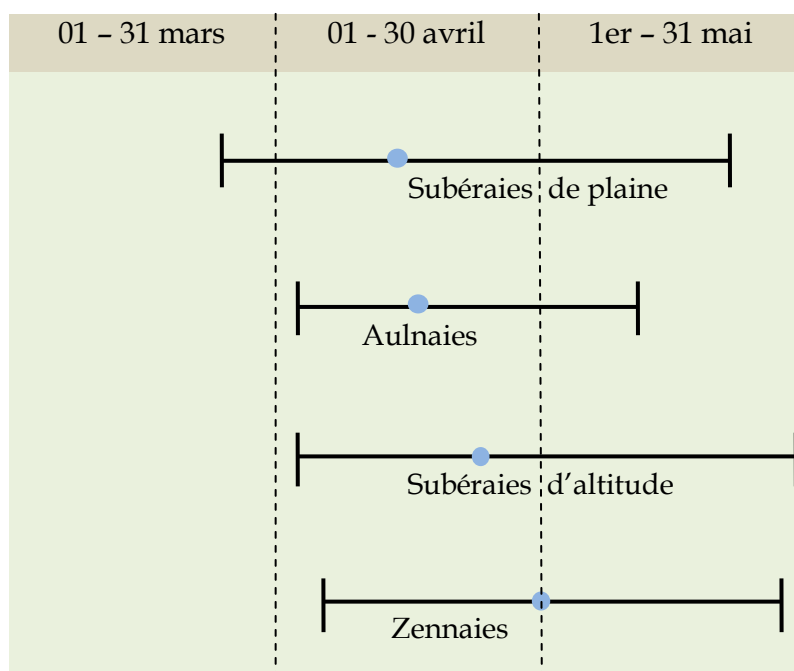 01 – 31 mars 01 - 30 avril 1er – 31 mai
Subéraies de plaine
Aulnaies
Subéraies d’altitude
Zennaies